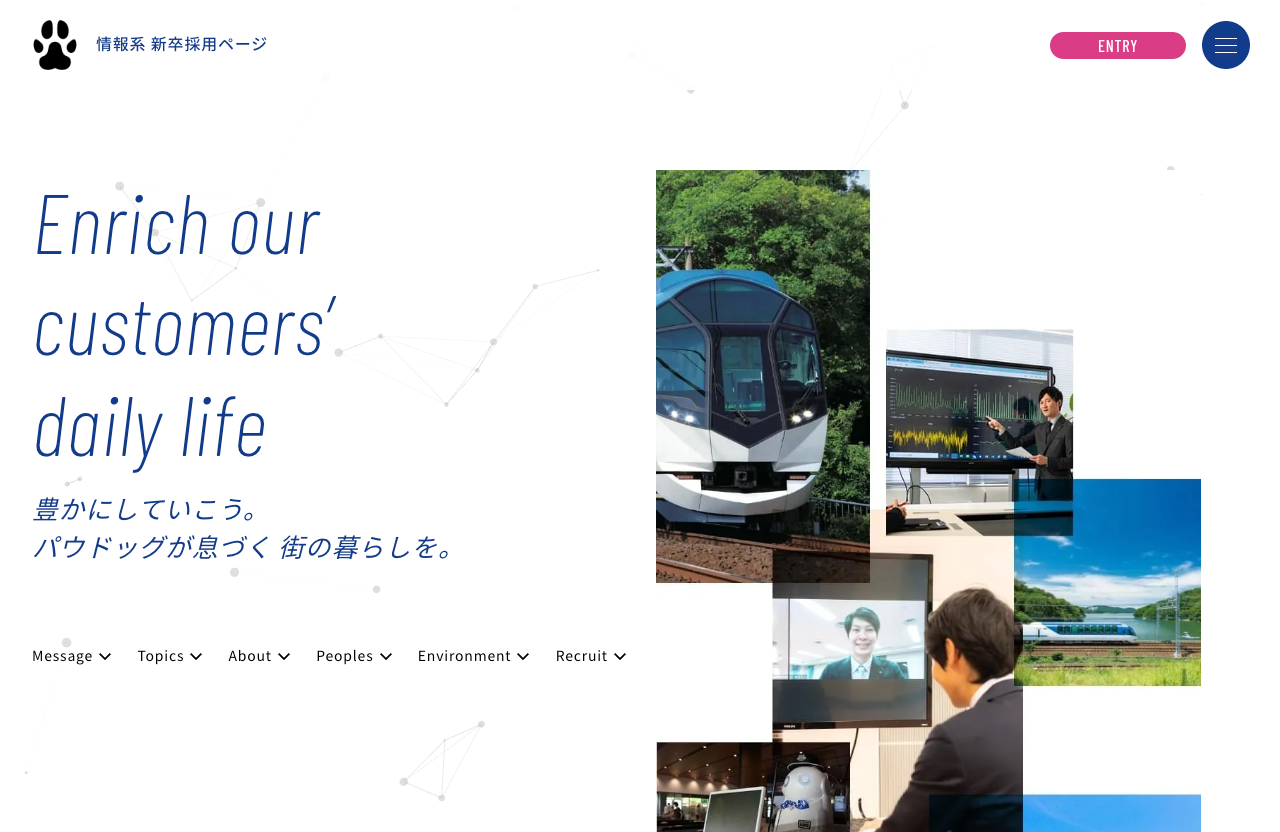 情報系 新卒採用ページ
ENTRY
Enrich our
customers’
daily life
豊かにしていこう。
パウドッグが息づく 街の暮らしを。
Message
Topics
About
Peoples
Environment
Recruit